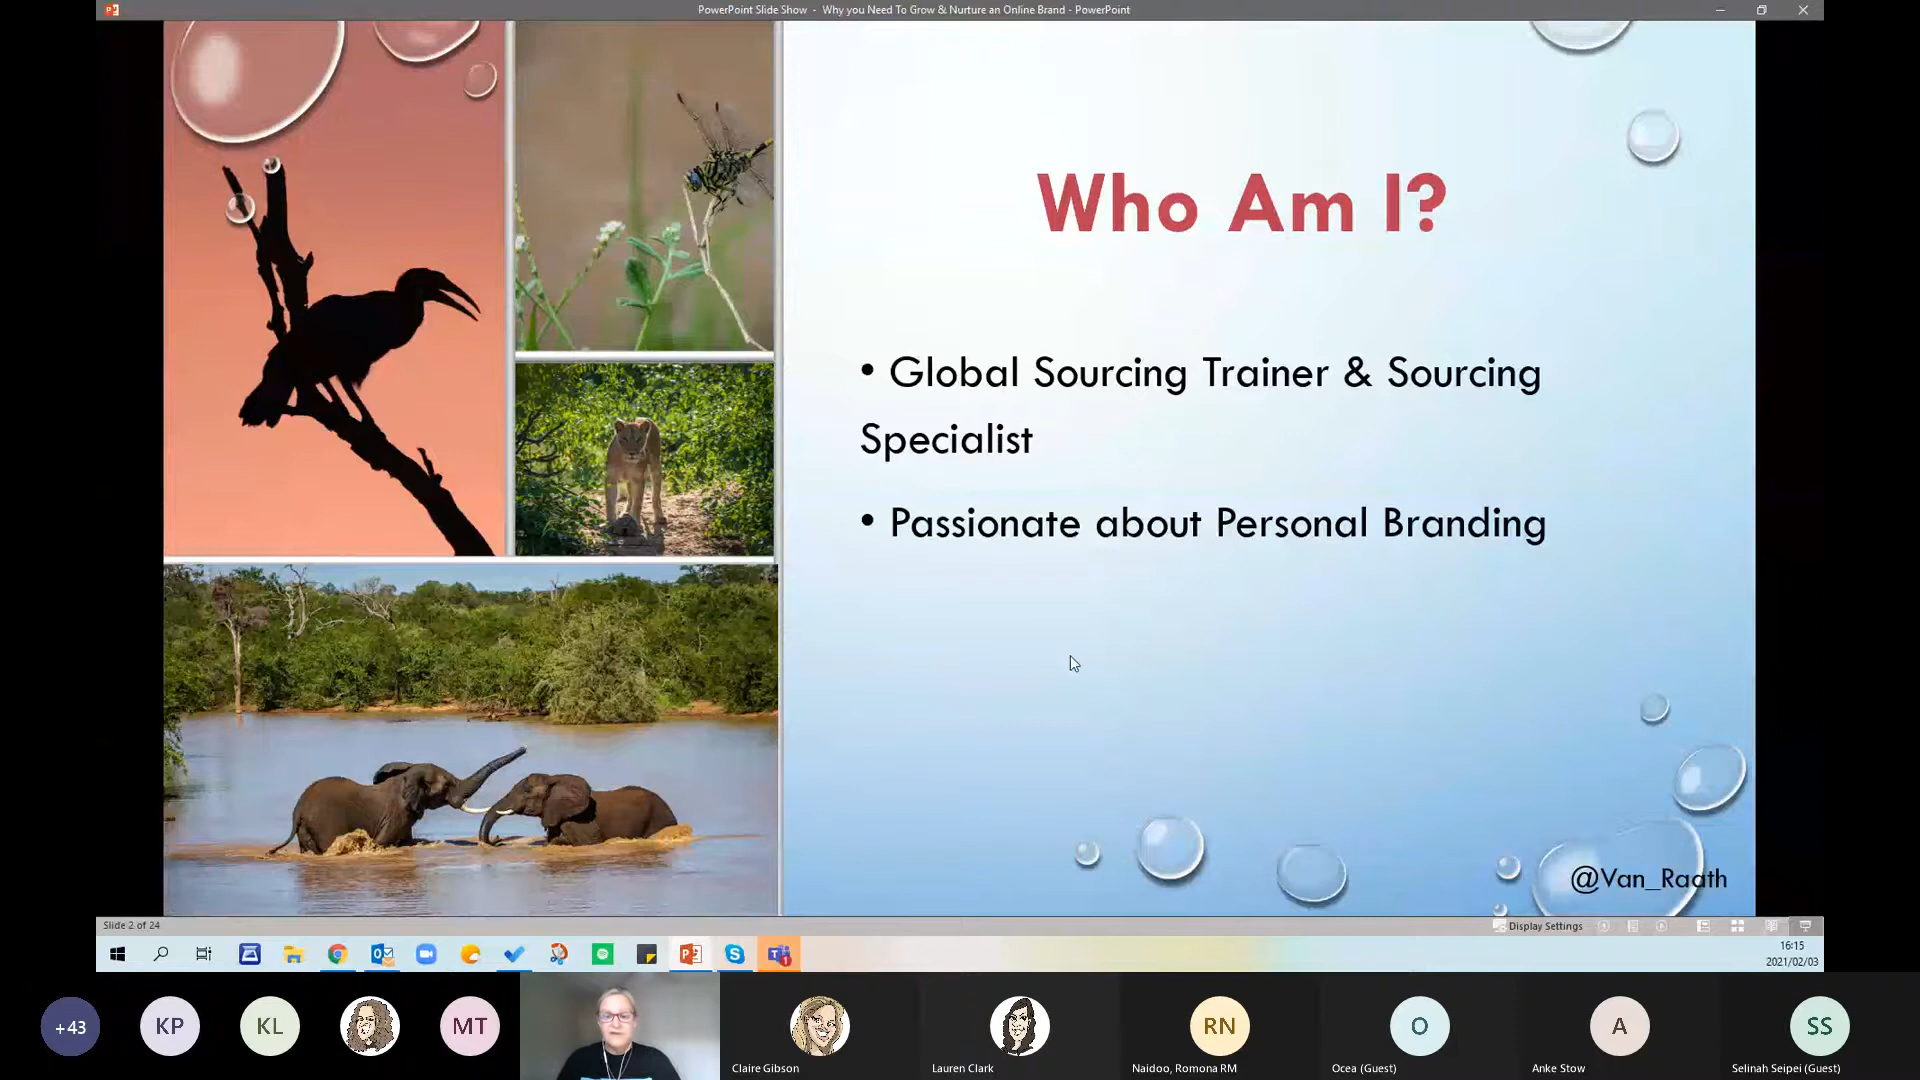 PowerPoint Slide Show - Why you Need To Grow & Nurture an Online Brand - PowerPoint
Who Am I?
• Global Sourcing Trainer & Sourcing
Specialist
• Passionate about Personal Branding
@Van_Raath
Slide 2 of 24
Display Settings
16:15
2021/02/03
+43
KP
KL
MT
RN
O
A
SS
Claire Gibson
Lauren Clark
Naidoo, Romona RM
Ocea (Guest)
Anke Stow
Selinah Seipei (Guest)